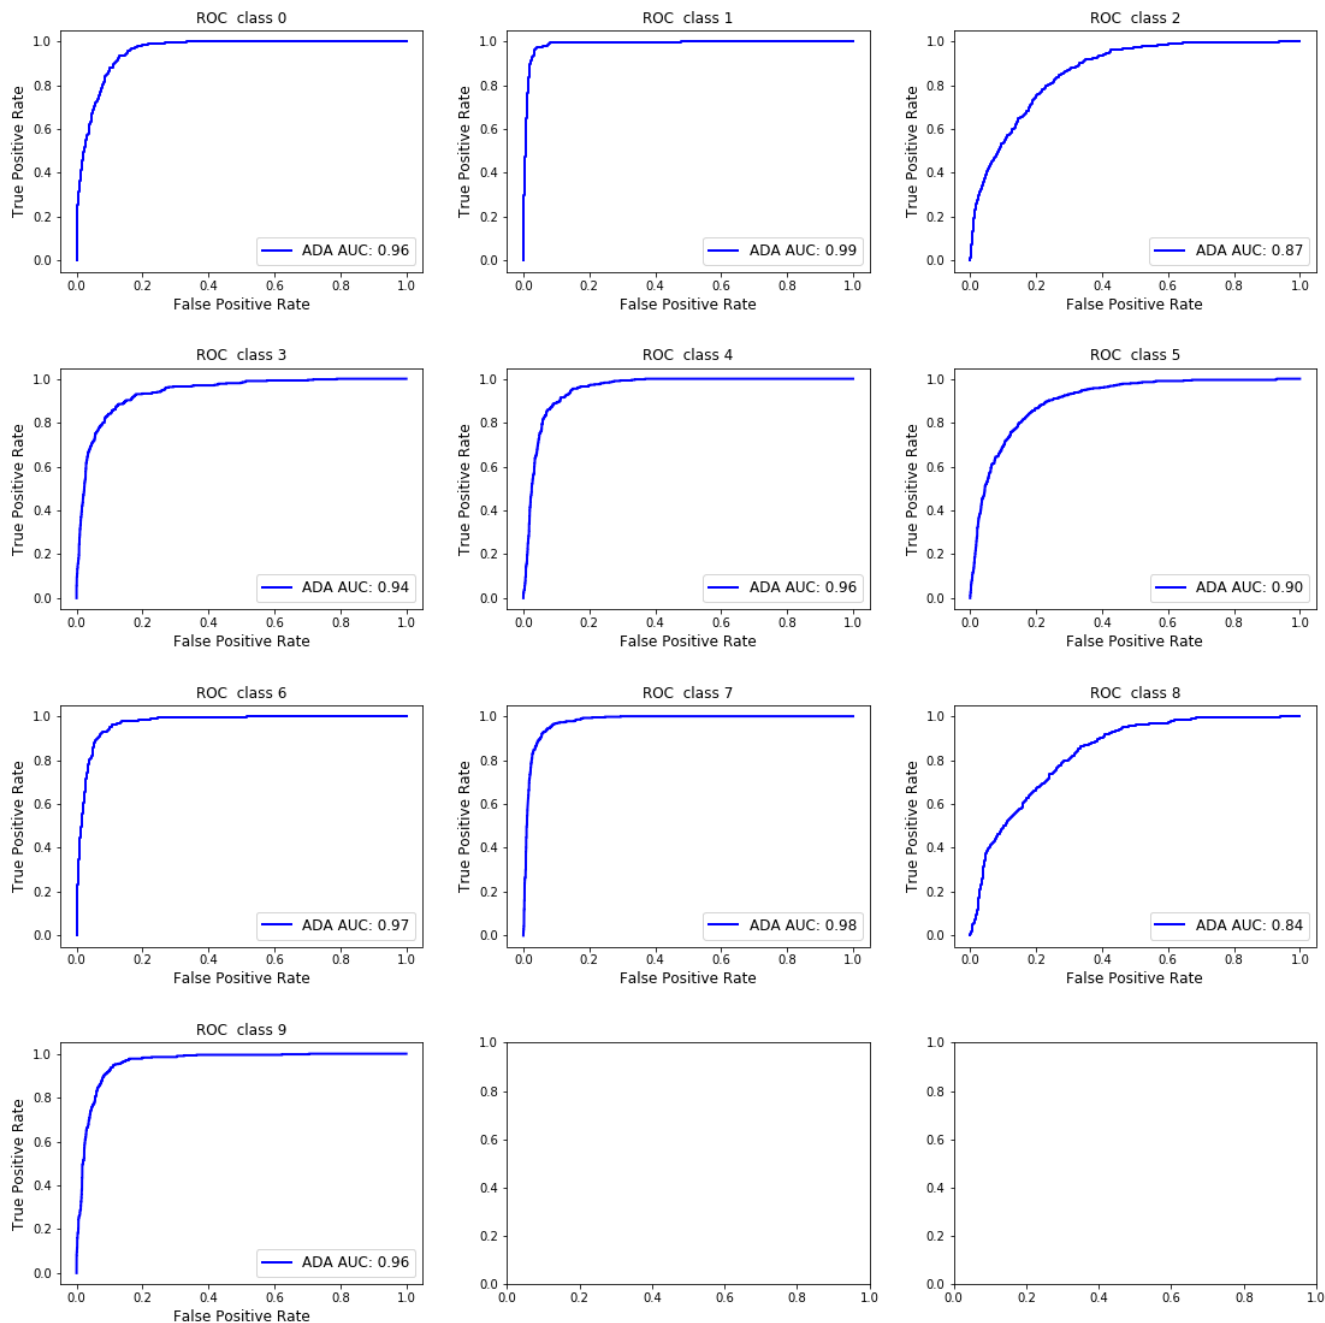 ROC  class 0
True Positive Rate
1.0
0.8
0.6
0.4
0.2
0.0
ADA AUC: 0.96
0.0 0.2 0.4 0.6 0.8 1.0
False Positive Rate
ROC  class 1
True Positive Rate
1.0
0.8
0.6
0.4
0.2
0.0
ADA AUC: 0.99
0.0 0.2 0.4 0.6 0.8 1.0
False Positive Rate
ROC  class 2
True Positive Rate
1.0
0.8
0.6
0.4
0.2
0.0
ADA AUC: 0.87
0.0 0.2 0.4 0.6 0.8 1.0
False Positive Rate
ROC  class 3
True Positive Rate
1.0
0.8
0.6
0.4
0.2
0.0
ADA AUC: 0.94
0.0 0.2 0.4 0.6 0.8 1.0
False Positive Rate
ROC  class 4
True Positive Rate
1.0
0.8
0.6
0.4
0.2
0.0
ADA AUC: 0.96
0.0 0.2 0.4 0.6 0.8 1.0
False Positive Rate
ROC  class 5
True Positive Rate
1.0
0.8
0.6
0.4
0.2
0.0
ADA AUC: 0.90
0.0 0.2 0.4 0.6 0.8 1.0
False Positive Rate
ROC  class 6
True Positive Rate
1.0
0.8
0.6
0.4
0.2
0.0
ADA AUC: 0.97
0.0 0.2 0.4 0.6 0.8 1.0
False Positive Rate
ROC  class 7
True Positive Rate
1.0
0.8
0.6
0.4
0.2
0.0
ADA AUC: 0.98
0.0 0.2 0.4 0.6 0.8 1.0
False Positive Rate
ROC  class 8
True Positive Rate
1.0
0.8
0.6
0.4
0.2
0.0
ADA AUC: 0.84
0.0 0.2 0.4 0.6 0.8 1.0
False Positive Rate
ROC  class 9
True Positive Rate
1.0
0.8
0.6
0.4
0.2
0.0
ADA AUC: 0.96
0.0 0.2 0.4 0.6 0.8 1.0
False Positive Rate
1.0
0.8
0.6
0.4
0.2
0.0
0.0 0.2 0.4 0.6 0.8 1.0
1.0
0.8
0.6
0.4
0.2
0.0
0.0 0.2 0.4 0.6 0.8 1.0